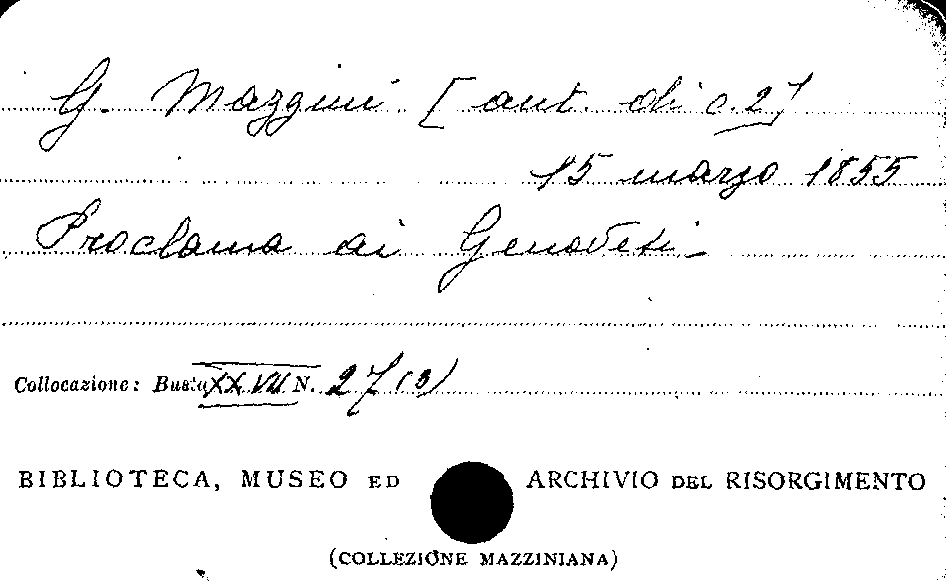 G. Mazzini [aut. di c. 2]
15 marzo 1855
Proclama ai Genovesi
Collocazione: Busta XXVII N. 27 (3)
BIBLIOTECA, MUSEO ED ARCHIVIO DEL RISORGIMENTO
(COLLEZIONE MAZZINIANA)